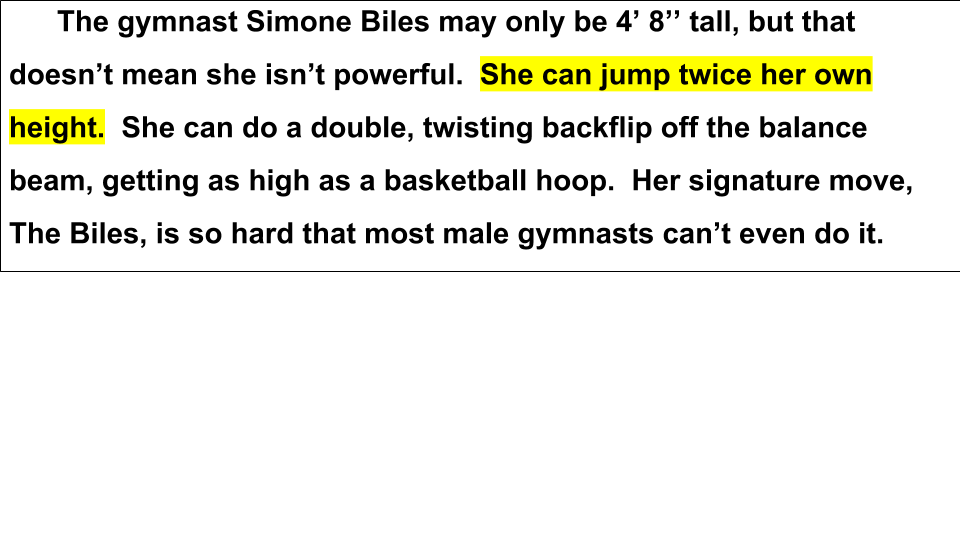 The gymnast Simone Biles may only be 4’ 8’’ tall, but that
doesn’t mean she isn’t powerful.  She can jump twice her own
height.  She can do a double, twisting backflip off the balance
beam, getting as high as a basketball hoop.  Her signature move,
The Biles, is so hard that most male gymnasts can’t even do it.